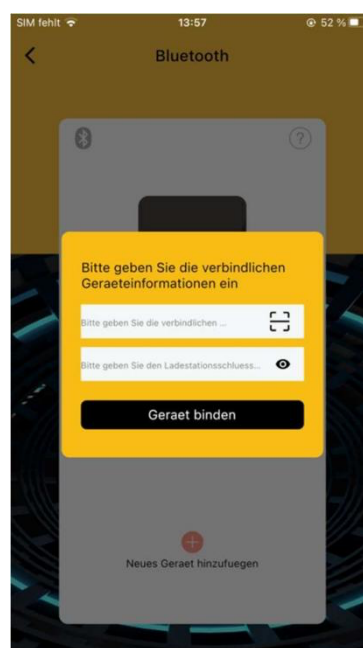 SIM fehlt 13:57 52 %
Bluetooth
?
Bitte geben Sie die verbindlichen
Geraeteinformationen ein
Bitte geben Sie die verbindlichen ...
Bitte geben Sie den Ladestationsschluess...
Geraet binden
Neues Geraet hinzufuegen